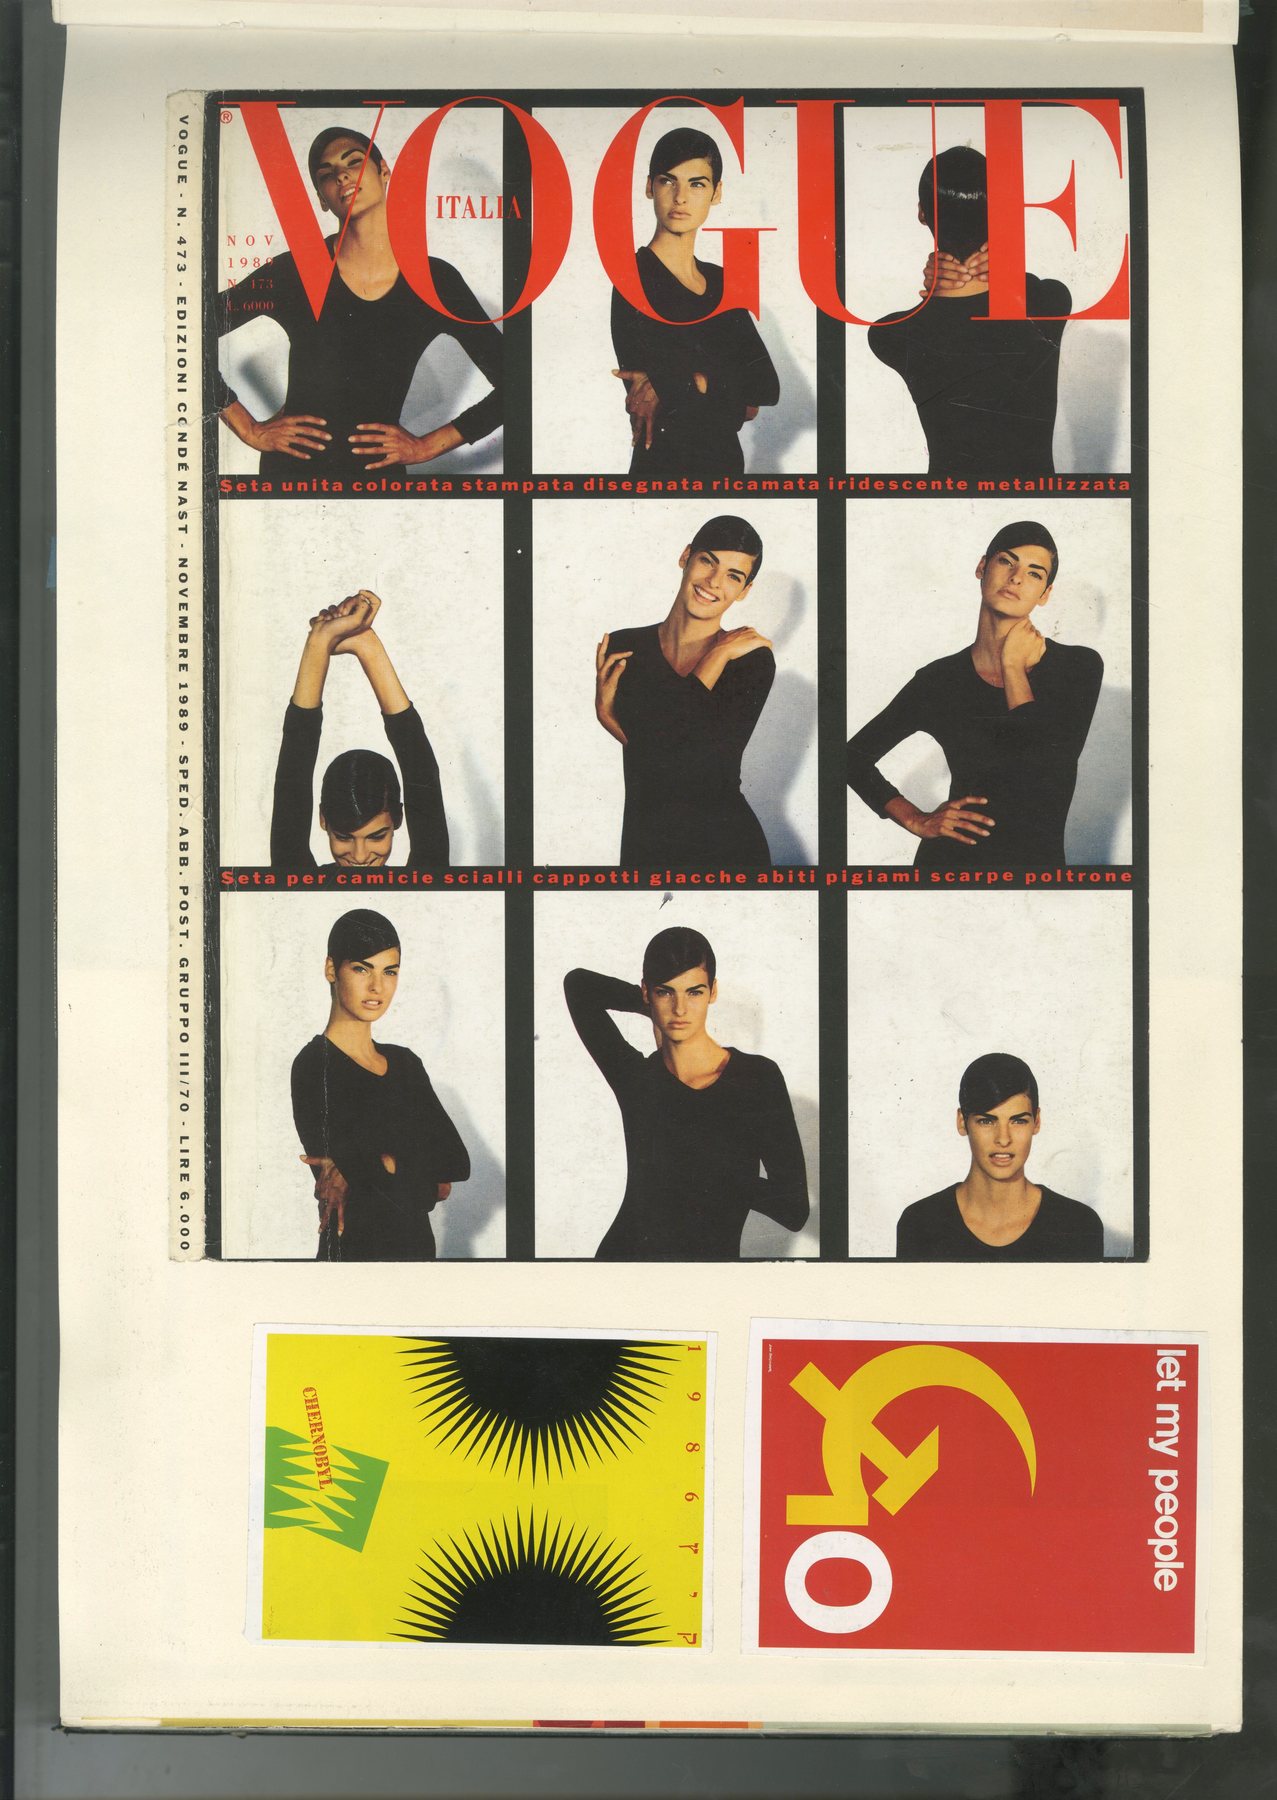 VOGUE
ITALIA
®
NOV
1989
N. 473
L. 6000
VOGUE - N. 473 - EDIZIONI CONDÉ NAST - NOVEMBRE 1989 - SPED. ABB. POST. GRUPPO III/70 - LIRE 6.000
Seta unita colorata stampata disegnata ricamata iridescente metallizzata
Seta per camicie scialli cappotti giacche abiti pigiami scarpe poltrone
1986 קיץ
CHERNOBYL
let my people
go